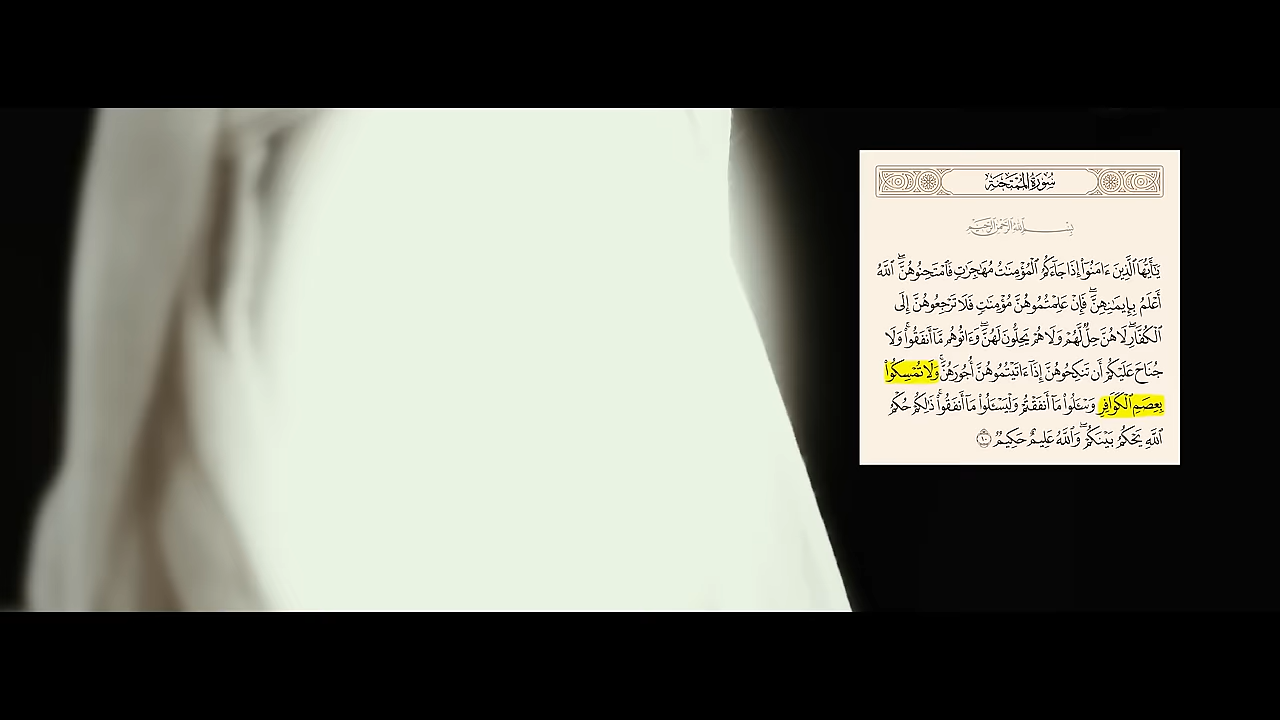 سُورَةُ المُمْتَحنَة
بِسْمِ ٱللَّهِ ٱلرَّحْمَٰنِ ٱلرَّحِيمِ
يَٰٓأَيُّهَا ٱلَّذِينَ ءَامَنُوٓا۟ إِذَا جَآءَكُمُ ٱلْمُؤْمِنَٰتُ مُهَٰجِرَٰتٍ فَٱمْتَحِنُوهُنَّ ۖ ٱللَّهُ
أَعْلَمُ بِإِيمَٰنِهِنَّ ۖ فَإِنْ عَلِمْتُمُوهُنَّ مُؤْمِنَٰتٍ فَلَا تَرْجِعُوهُنَّ إِلَى
ٱلْكُفَّارِ ۖ لَا هُنَّ حِلٌّ لَّهُمْ وَلَا هُمْ يَحِلُّونَ لَهُنَّ ۖ وَءَاتُوهُم مَّآ أَنفَقُوا۟ ۚ وَلَا
جُنَاحَ عَلَيْكُمْ أَن تَنكِحُوهُنَّ إِذَآ ءَاتَيْتُمُوهُنَّ أُجُورَهُنَّ ۚ وَلَا تُمْسِكُوا۟
بِعِصَمِ ٱلْكَوَافِرِ وَسْـَٔلُوا۟ مَآ أَنفَقْتُمْ وَلْيَسْـَٔلُوا۟ مَآ أَنفَقُوا۟ ۚ ذَٰلِكُمْ حُكْمُ
ٱللَّهِ يَحْكُمُ بَيْنَكُمْ ۖ وَٱللَّهُ عَلِيمٌ حَكِيمٌ ١٠